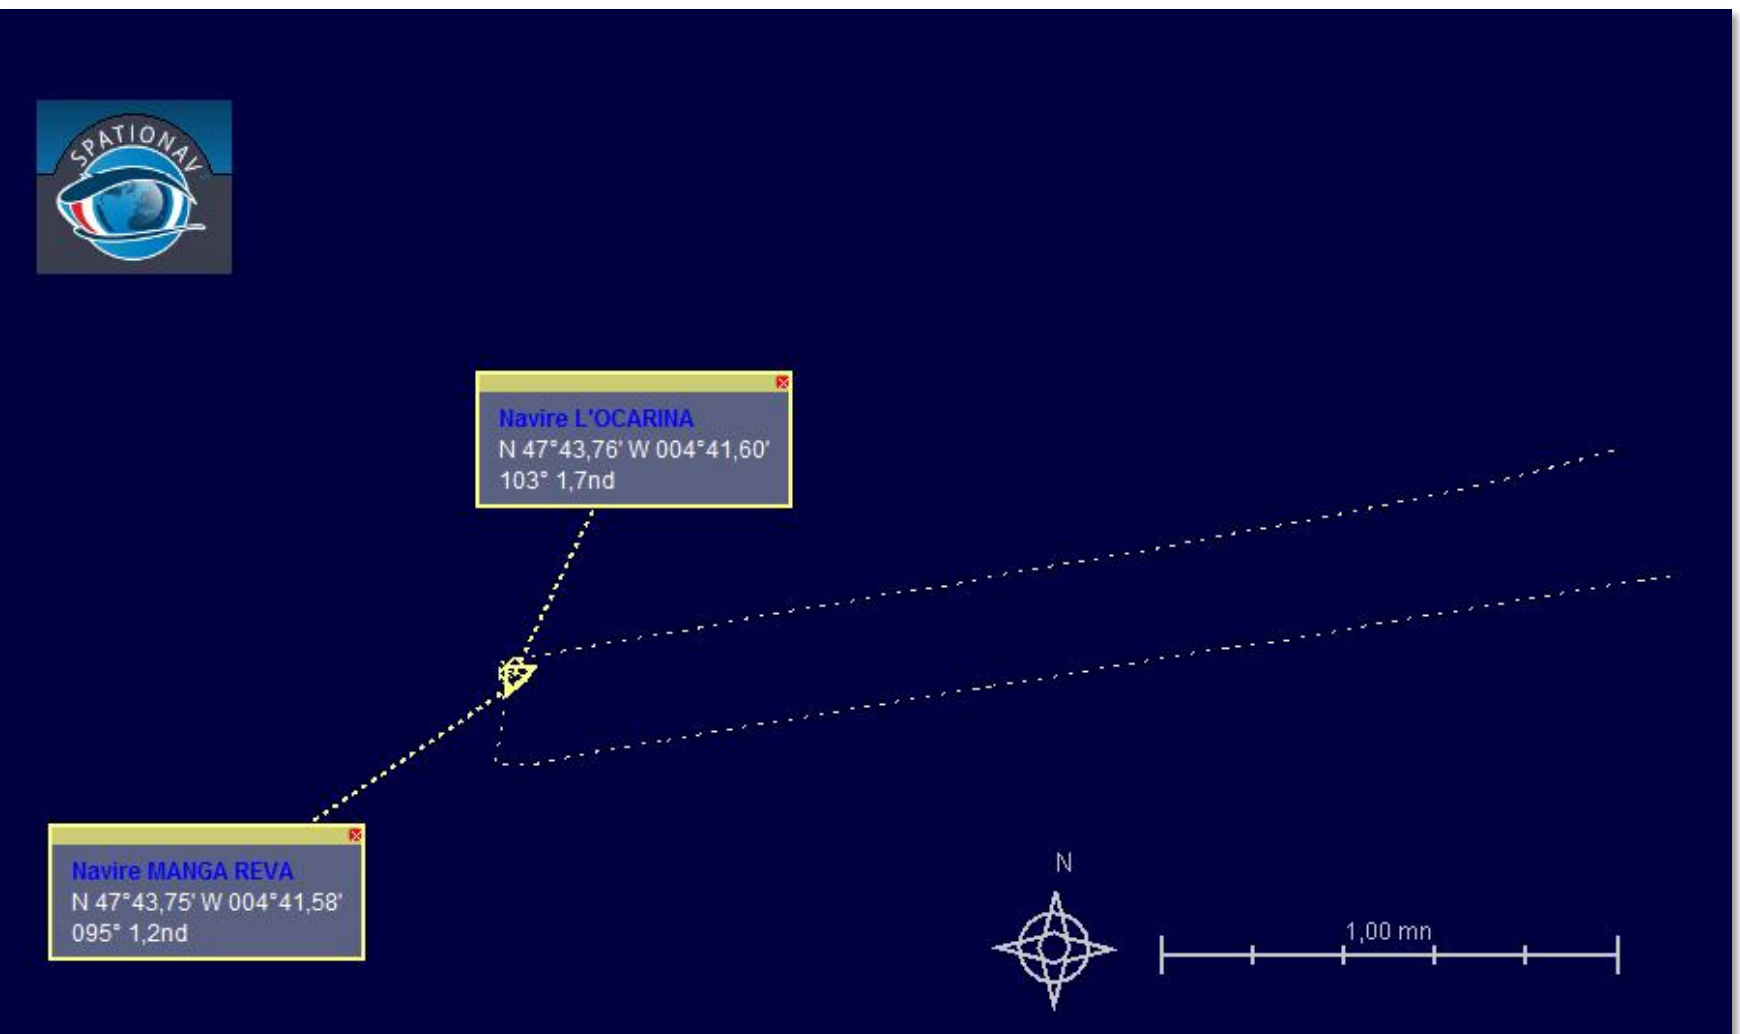 SPATIONAV
Navire L'OCARINA
N 47°43,76' W 004°41,60'
103° 1,7nd
Navire MANGA REVA
N 47°43,75' W 004°41,58'
095° 1,2nd
N
1,00 mn